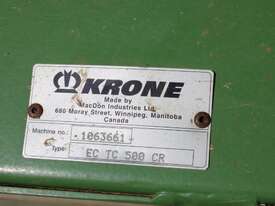 KRONE
Made by
MacDon Industries Ltd.
680 Moray Street, Winnipeg, Manitoba
Canada
Machine no.: 1063661
Type: EC TC 500 CR